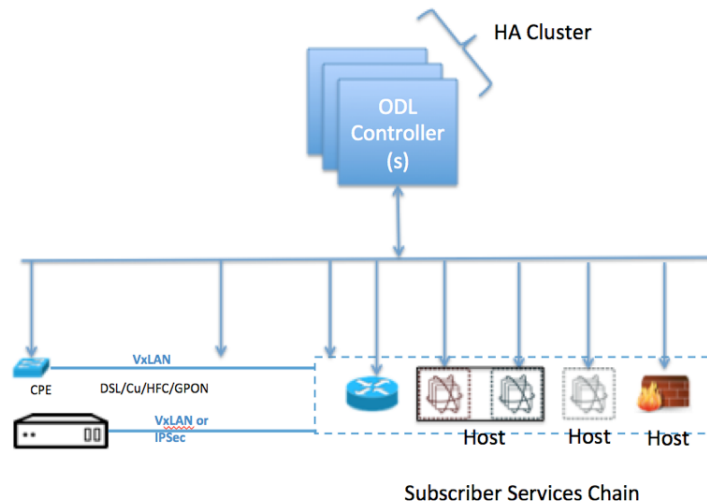 HA Cluster
ODL
Controller
(s)
VxLAN
CPE
DSL/Cu/HFC/GPON
VxLAN or
IPSec
Host
Host
Host
Subscriber Services Chain